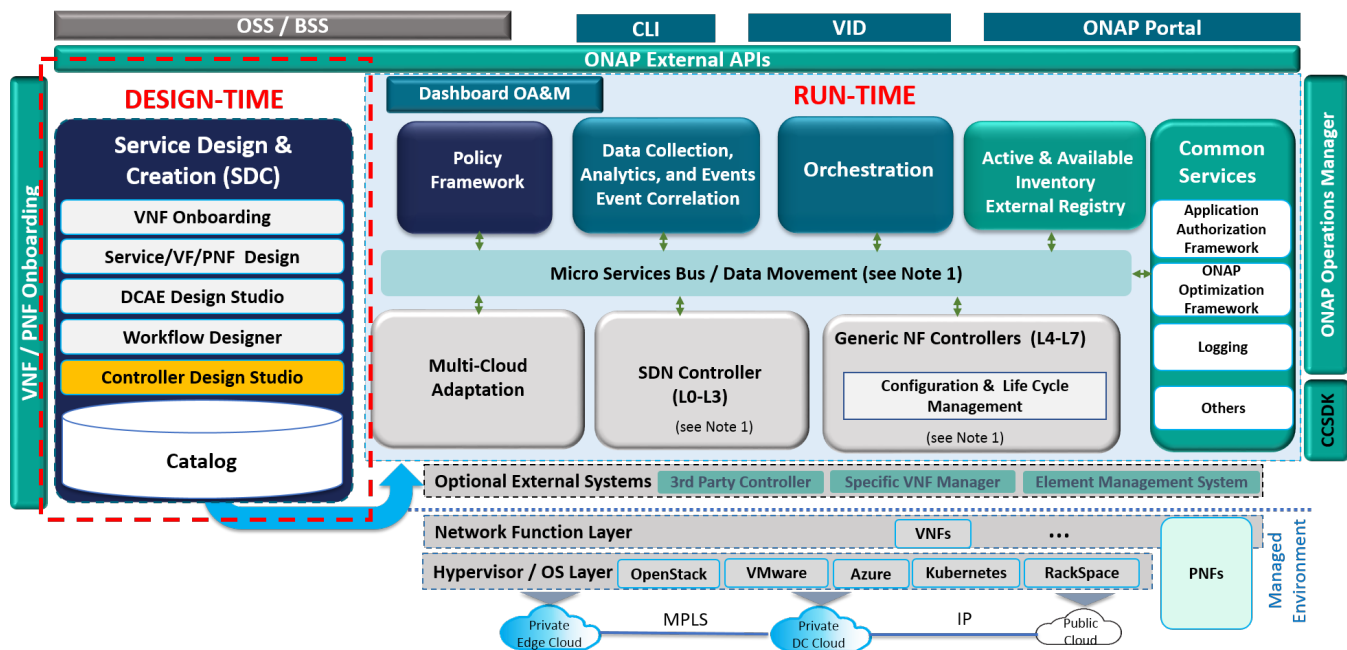 OSS / BSS
CLI
VID
ONAP Portal
ONAP External APIs
VNF / PNF Onboarding
DESIGN-TIME
Service Design &
Creation (SDC)
VNF Onboarding
Service/VF/PNF Design
DCAE Design Studio
Workflow Designer
Controller Design Studio
Catalog
Dashboard OA&M
RUN-TIME
Policy
Framework
Data Collection,
Analytics, and Events
Event Correlation
Orchestration
Active & Available
Inventory
External Registry
Common
Services
Application
Authorization
Framework
ONAP
Optimization
Framework
Logging
Others
Micro Services Bus / Data Movement (see Note 1)
Multi-Cloud
Adaptation
SDN Controller
(L0-L3)
(see Note 1)
Generic NF Controllers (L4-L7)
Configuration & Life Cycle
Management
(see Note 1)
ONAP Operations Manager
CCSDK
Optional External Systems
3rd Party Controller
Specific VNF Manager
Element Management System
Network Function Layer
VNFs
...
Hypervisor / OS Layer
OpenStack
VMware
Azure
Kubernetes
RackSpace
PNFs
Managed
Environment
Private
Edge Cloud
MPLS
Private
DC Cloud
IP
Public
Cloud